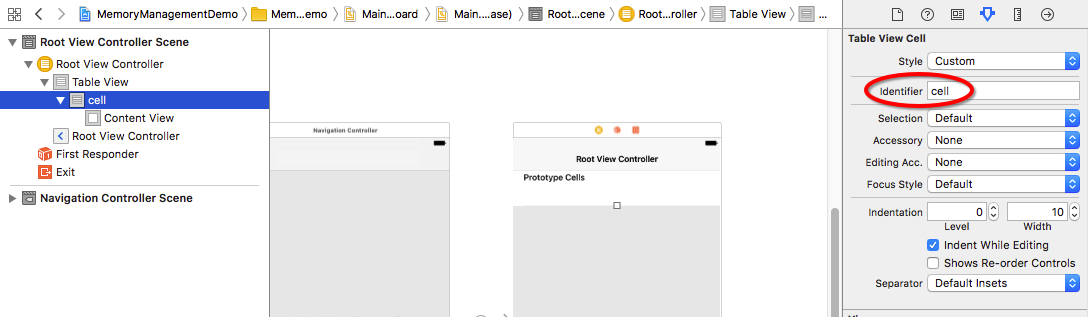 MemoryManagementDemo
Mem...emo
Main....oard
Main....ase)
Root...cene
Root...roller
Table View
...
Root View Controller Scene
Root View Controller
Table View
cell
Content View
Root View Controller
First Responder
Exit
Navigation Controller Scene
Navigation Controller
Root View Controller
Prototype Cells
Table View Cell
Style Custom
Identifier cell
Selection Default
Accessory None
Editing Acc. None
Focus Style Default
Indentation 0 10
Level Width
Indent While Editing
Shows Re-order Controls
Separator Default Insets